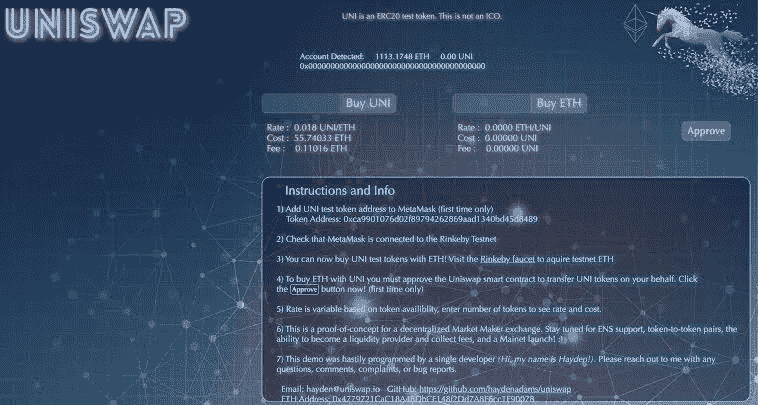 UNISWAP
UNI is an ERC20 test token. This is not an ICO.
Account Detected: 1113.1748 ETH 0.00 UNI
Buy UNI Buy ETH
Rate : 0.018 UNI/ETH Rate : 0.0000 ETH/UNI
Cost : 55.74033 ETH Cost : 0.00000 UNI
Fee : 0.11016 ETH Fee : 0.00000 UNI
Approve
Instructions and Info
1) Add UNI test token address to MetaMask (first time only)
Token Address:
2) Check that MetaMask is connected to the Rinkeby Testnet
3) You can now buy UNI test tokens with ETH! Visit the Rinkeby faucet to aquire testnet ETH
4) To buy ETH with UNI you must approve the Uniswap smart contract to transfer UNI tokens on your behalf. Click
the Approve button now! (first time only)
5) Rate is variable based on token availiblity, enter number of tokens to see rate and cost.
6) This is a proof-of-concept for a decentralized Market Maker exchange. Stay tuned for ENS support, token-to-token pairs, the
ability to become a liquidity provider and collect fees, and a Mainet launch! :)
7) This demo was hastily programmed by a single developer (Hi, my name is Hayden!). Please reach out to me with any
questions, comments, complaints, or bug reports.
Email: hayden@uniswap.io GitHub: https://github.com/haydenadams/uniswap
ETH Address: